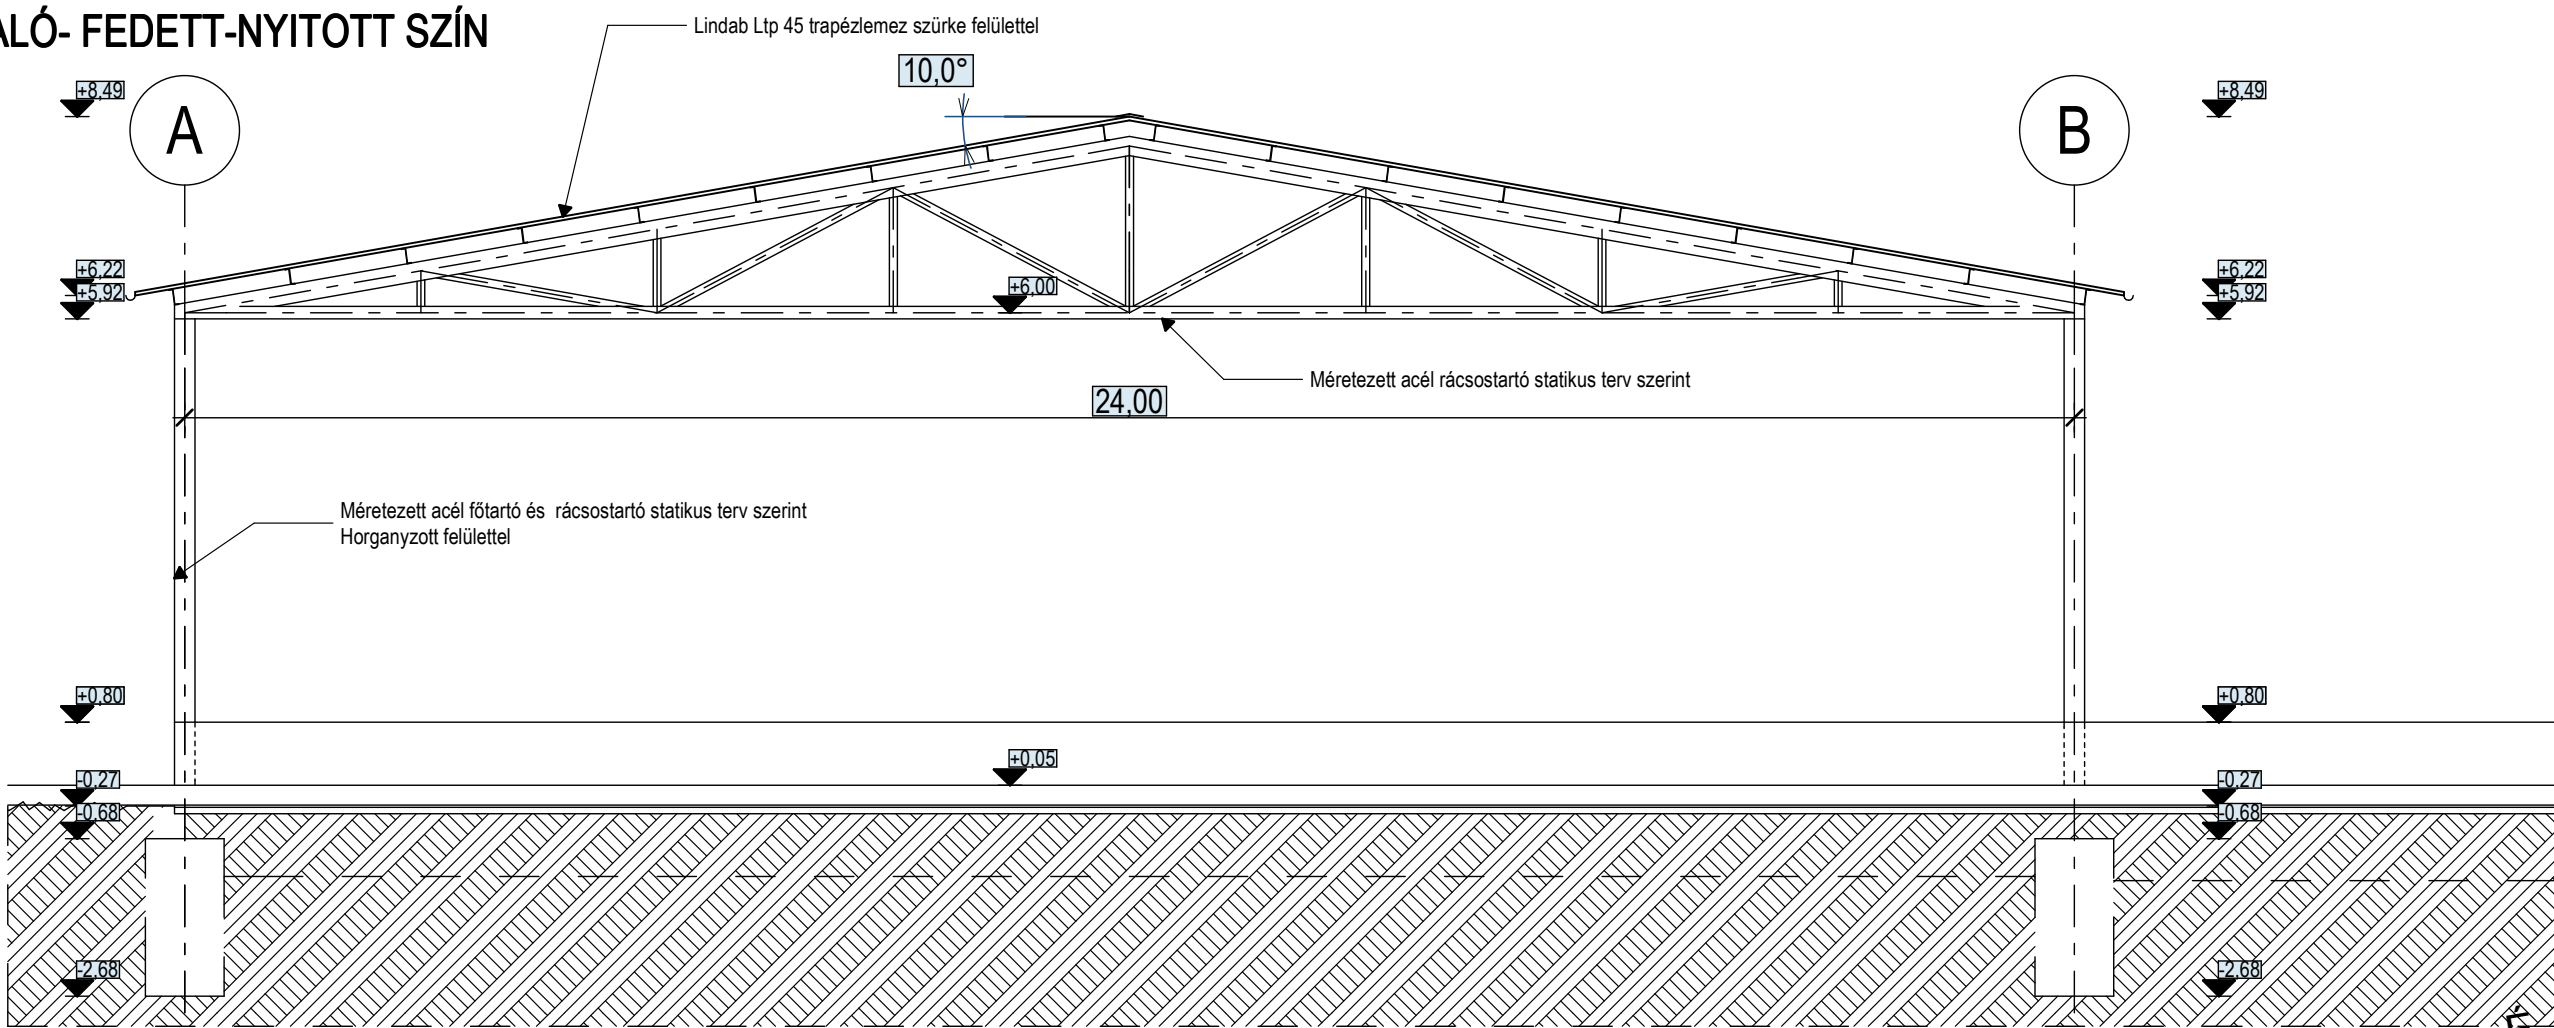 ALÓ- FEDETT-NYITOTT SZÍN
Lindab Ltp 45 trapézlemez szürke felülettel
10,0°
+8,49
A
+8,49
B
+6,22
+5,92
+6,00
+6,22
+5,92
Méretezett acél rácsostartó statikus terv szerint
24,00
Méretezett acél főtartó és  rácsostartó statikus terv szerint
Horganyzott felülettel
+0,80
+0,80
+0,05
-0,27
-0,68
-0,27
-0,68
-2,68
-2,68